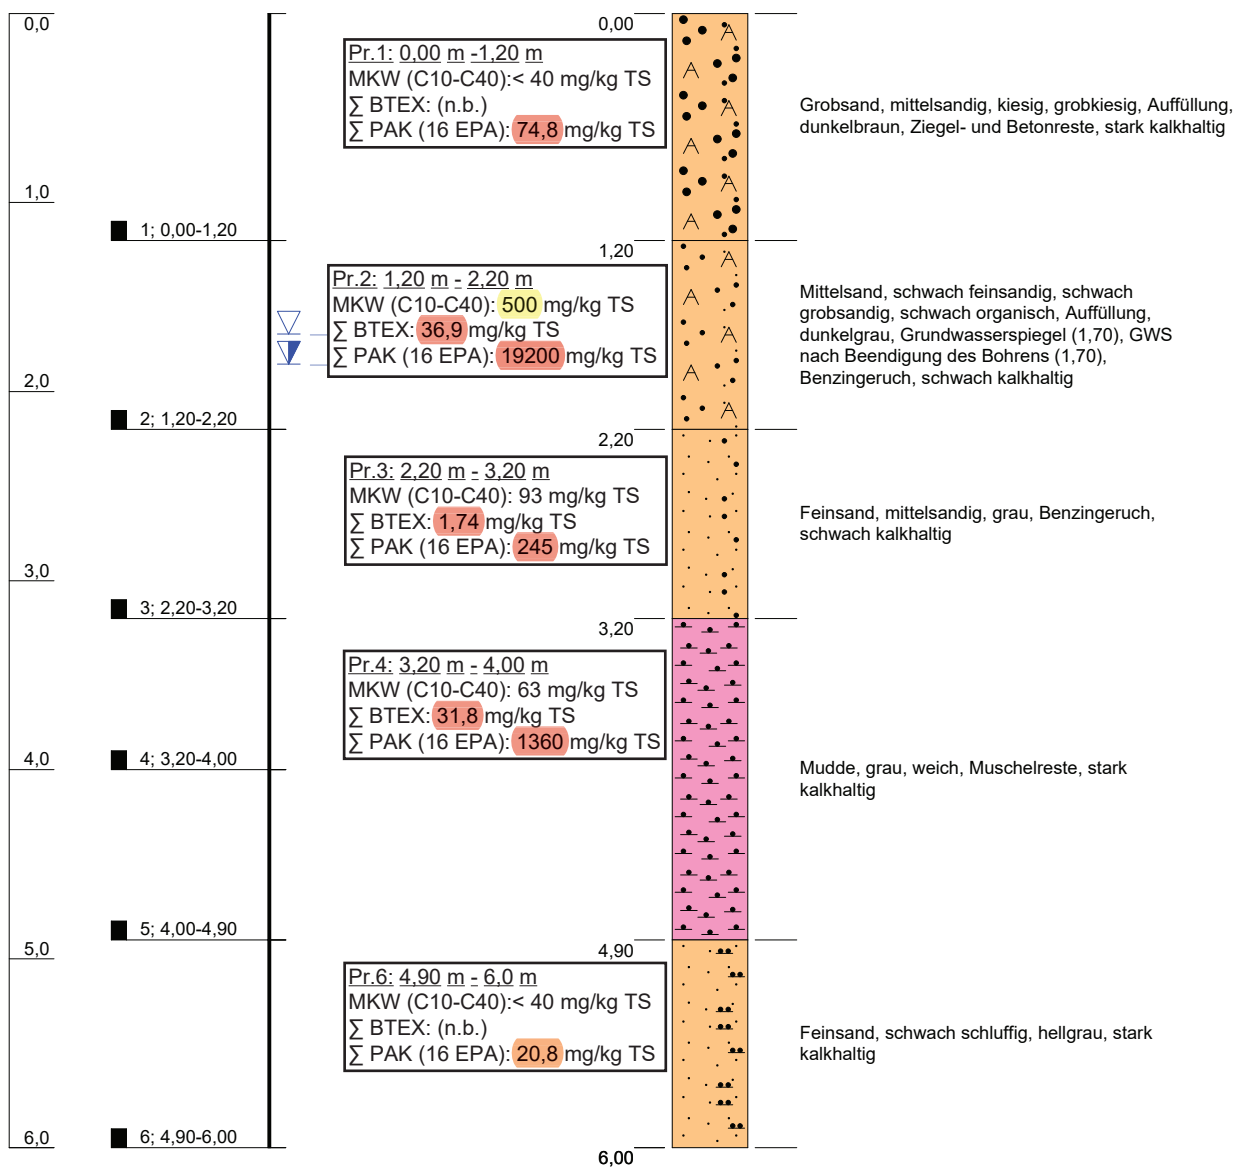 0,0
1,0
2,0
3,0
4,0
5,0
6,0
1; 0,00-1,20
2; 1,20-2,20
3; 2,20-3,20
4; 3,20-4,00
5; 4,00-4,90
6; 4,90-6,00
Pr.1: 0,00 m -1,20 m
MKW (C10-C40):< 40 mg/kg TS
∑ BTEX: (n.b.)
∑ PAK (16 EPA): 74,8 mg/kg TS
Pr.2: 1,20 m - 2,20 m
MKW (C10-C40): 500 mg/kg TS
∑ BTEX: 36,9 mg/kg TS
∑ PAK (16 EPA): 19200 mg/kg TS
Pr.3: 2,20 m - 3,20 m
MKW (C10-C40): 93 mg/kg TS
∑ BTEX: 1,74 mg/kg TS
∑ PAK (16 EPA): 245 mg/kg TS
Pr.4: 3,20 m - 4,00 m
MKW (C10-C40): 63 mg/kg TS
∑ BTEX: 31,8 mg/kg TS
∑ PAK (16 EPA): 1360 mg/kg TS
Pr.6: 4,90 m - 6,0 m
MKW (C10-C40):< 40 mg/kg TS
∑ BTEX: (n.b.)
∑ PAK (16 EPA): 20,8 mg/kg TS
0,00
1,20
2,20
3,20
4,90
6,00
Grobsand, mittelsandig, kiesig, grobkiesig, Auffüllung,
dunkelbraun, Ziegel- und Betonreste, stark kalkhaltig
Mittelsand, schwach feinsandig, schwach
grobsandig, schwach organisch, Auffüllung,
dunkelgrau, Grundwasserspiegel (1,70), GWS
nach Beendigung des Bohrens (1,70),
Benzingeruch, schwach kalkhaltig
Feinsand, mittelsandig, grau, Benzingeruch,
schwach kalkhaltig
Mudde, grau, weich, Muschelreste, stark
kalkhaltig
Feinsand, schwach schluffig, hellgrau, stark
kalkhaltig